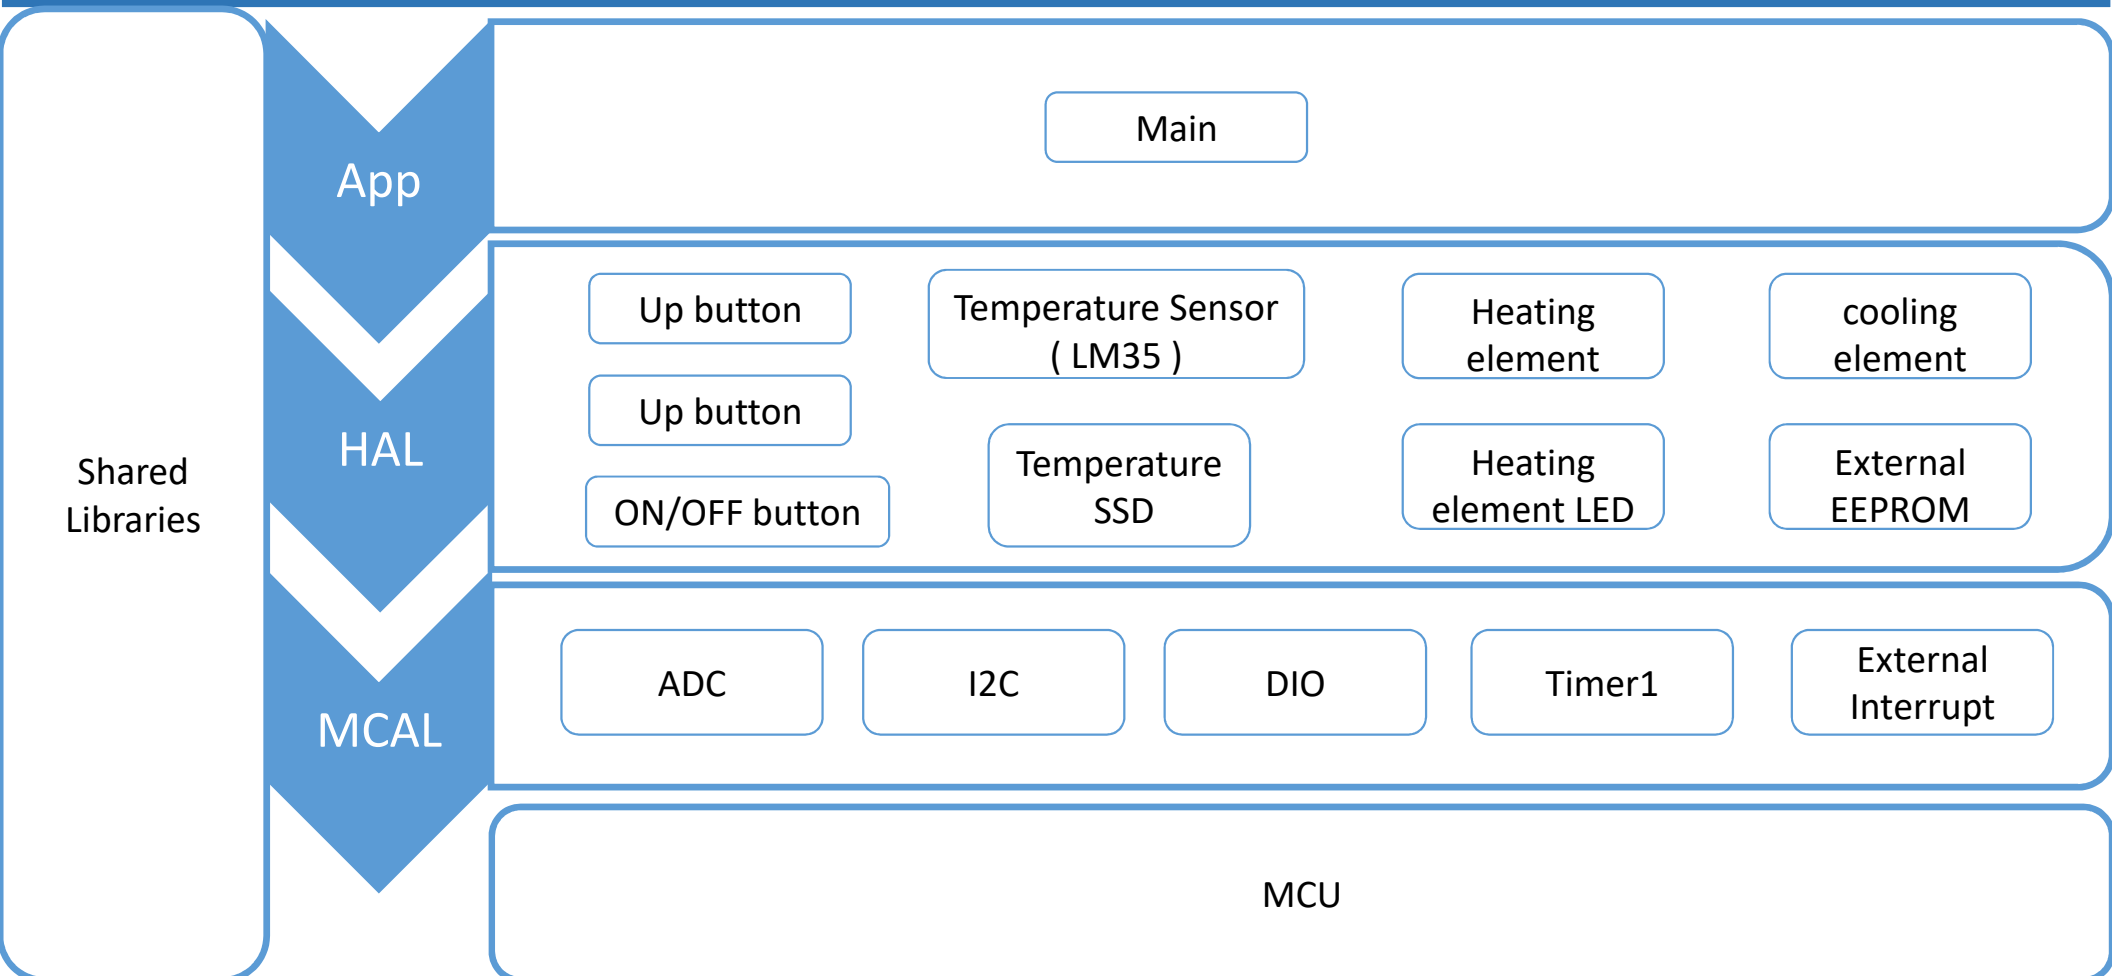 Shared
Libraries
App
Main
HAL
Up button
Up button
ON/OFF button
Temperature Sensor
( LM35 )
Temperature
SSD
Heating
element
Heating
element LED
cooling
element
External
EEPROM
MCAL
ADC
I2C
DIO
Timer1
External
Interrupt
MCU